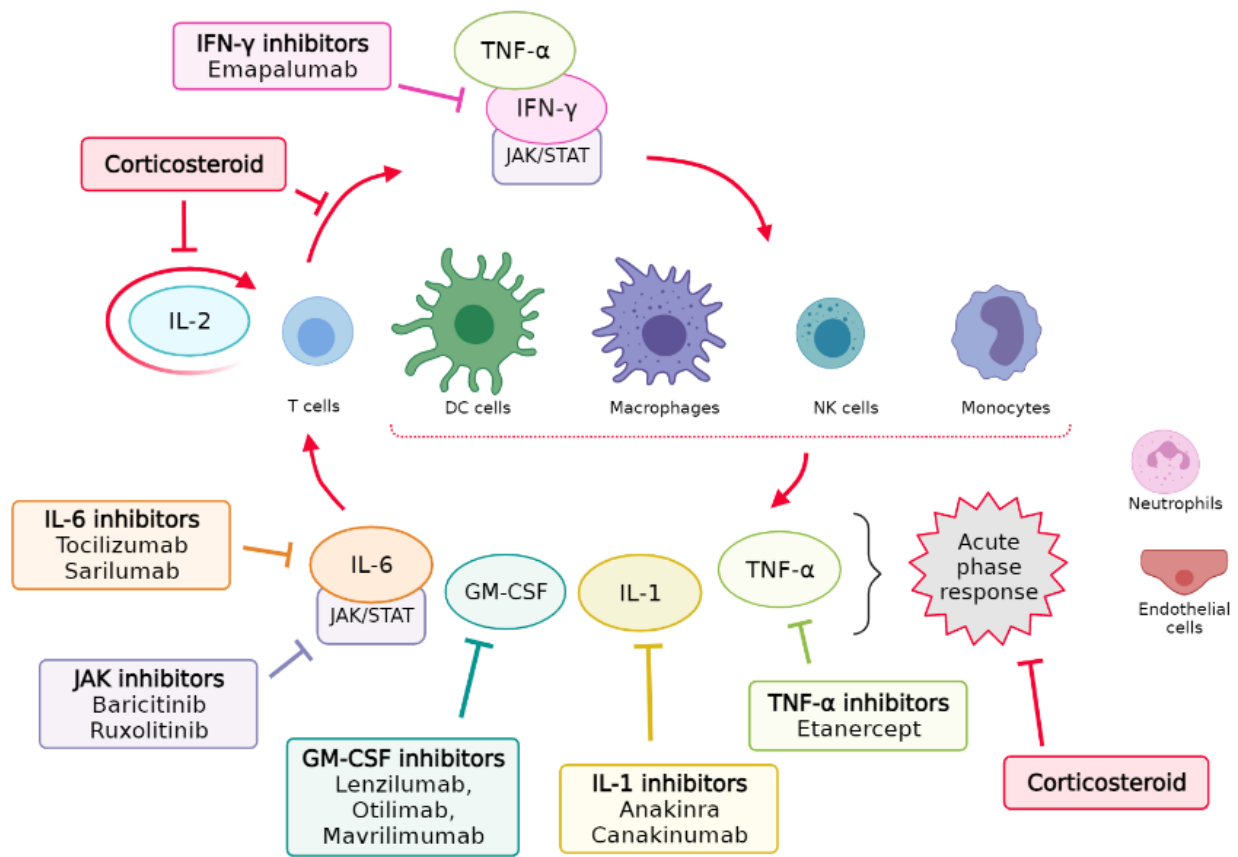 IFN-γ inhibitors
Emapalumab
TNF-α
IFN-γ
JAK/STAT
Corticosteroid
IL-2
T cells
DC cells
Macrophages
NK cells
Monocytes
Neutrophils
Endothelial
cells
IL-6 inhibitors
Tocilizumab
Sarilumab
IL-6
JAK/STAT
GM-CSF
IL-1
TNF-α
Acute
phase
response
JAK inhibitors
Baricitinib
Ruxolitinib
GM-CSF inhibitors
Lenzilumab,
Otilimab,
Mavrilimumab
IL-1 inhibitors
Anakinra
Canakinumab
TNF-α inhibitors
Etanercept
Corticosteroid